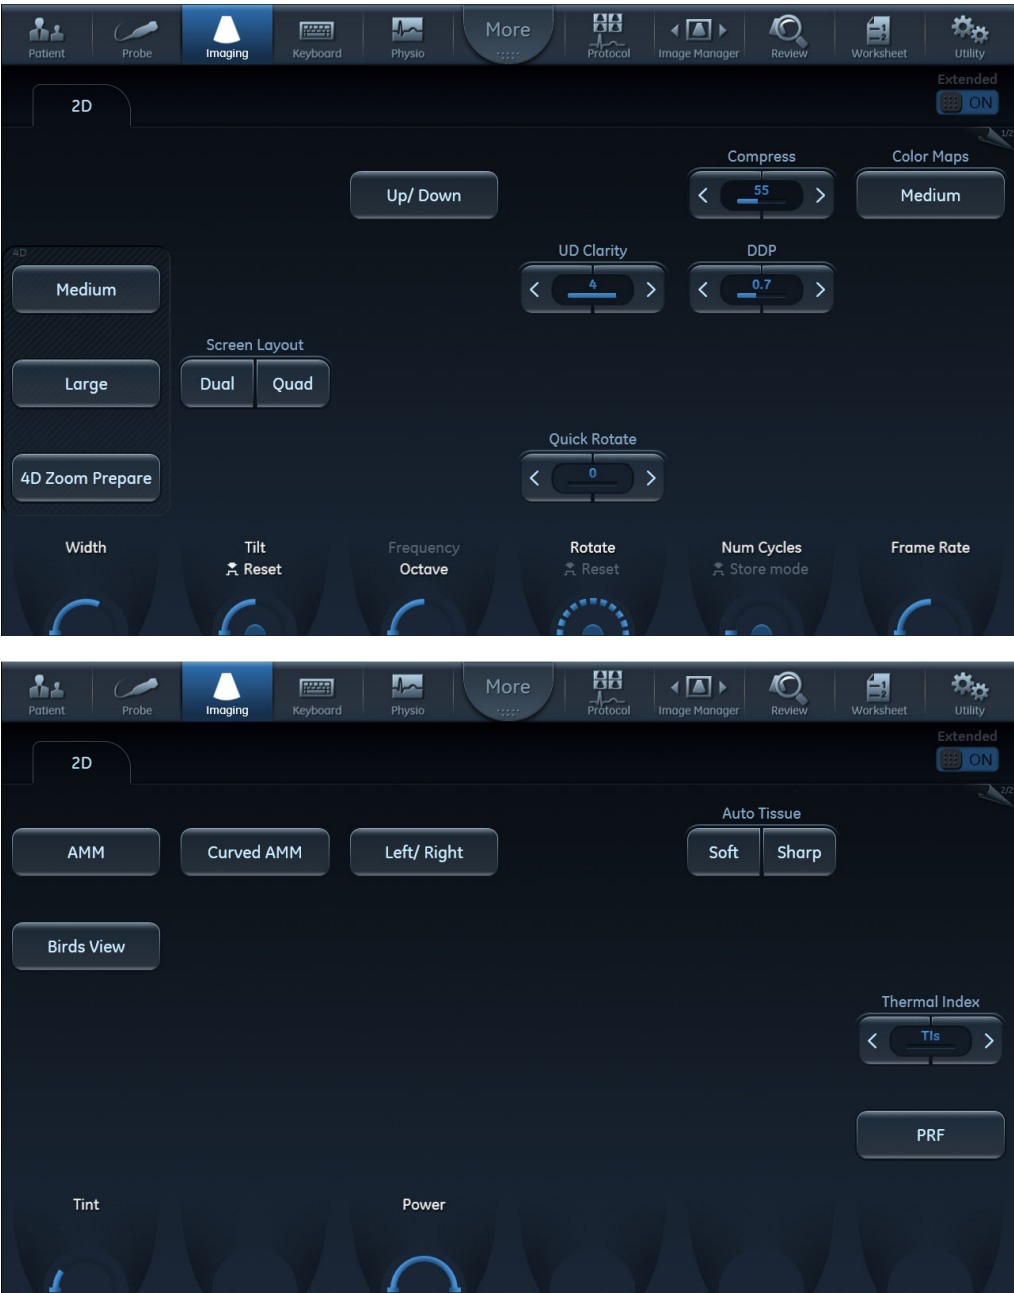 Patient Probe Imaging Keyboard Physio More Protocol Image Manager Review Worksheet Utility
Extended
2D ON
1/2
Compress Color Maps
Up/ Down 55 Medium
4D UD Clarity DDP
Medium 4 0.7
Screen Layout
Large Dual Quad
Quick Rotate
4D Zoom Prepare 0
Width Tilt Frequency Rotate Num Cycles Frame Rate
Reset Octave Reset Store mode
Patient Probe Imaging Keyboard Physio More Protocol Image Manager Review Worksheet Utility
Extended
2D ON
2/2
Auto Tissue
AMM Curved AMM Left/ Right Soft Sharp
Birds View
Thermal Index
TIs
PRF
Tint Power